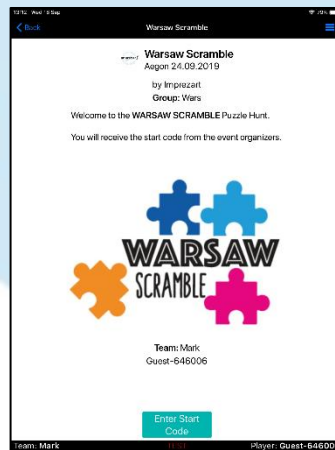 Back
Warsaw Scramble
Warsaw Scramble
Aegon 24.09.2019
by Imprezart
Group: Wars
Welcome to the WARSAW SCRAMBLE Puzzle Hunt.
You will receive the start code from the event organizers.
WARSAW
SCRAMBLE
Team: Mark
Guest-646006
Enter Start
Code
Team: Mark
TEST
Player: Guest-64600